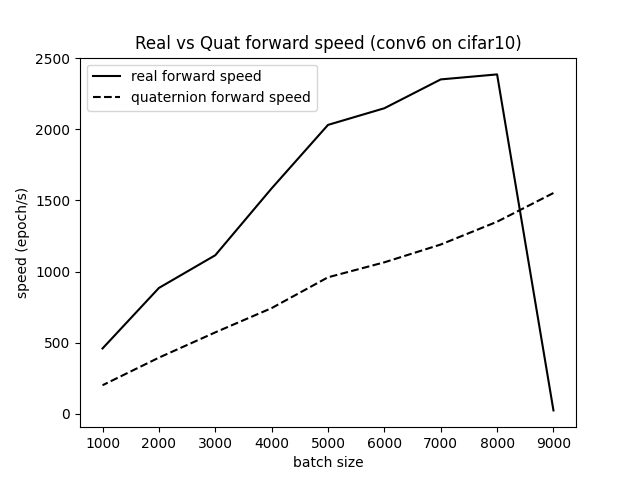 Real vs Quat forward speed (conv6 on cifar10)
real forward speed
quaternion forward speed
speed (epoch/s)
2500
2000
1500
1000
500
0
1000 2000 3000 4000 5000 6000 7000 8000 9000
batch size